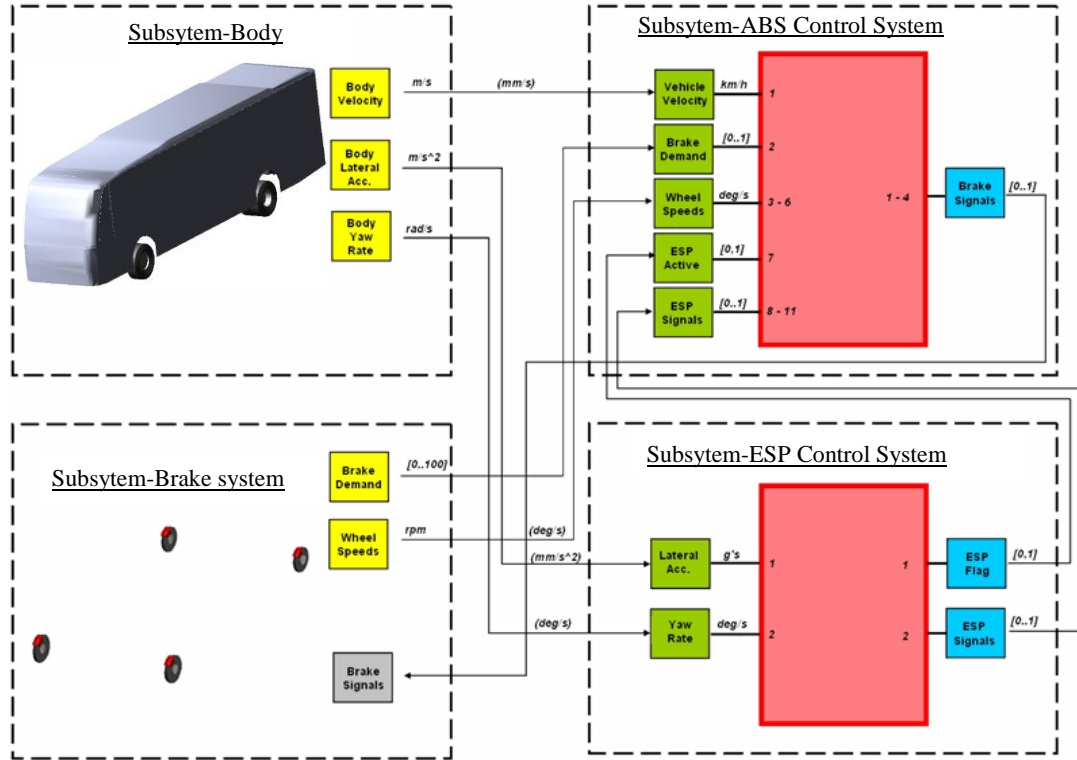 Subsytem-Body
Body
Velocity
m/s
(mm/s)
Body
Lateral
Acc.
m/s^2
Body
Yaw
Rate
rad/s
Subsytem-ABS Control System
Vehicle
Velocity
km/h
1
Brake
Demand
[0..1]
2
Wheel
Speeds
deg/s
3 - 6
ESP
Active
[0,1]
7
ESP
Signals
[0..1]
8 - 11
1 - 4
Brake
Signals
[0..1]
Subsytem-Brake system
Brake
Demand
[0..100]
Wheel
Speeds
rpm
(deg/s)
(mm/s^2)
(deg/s)
Brake
Signals
Subsytem-ESP Control System
Lateral
Acc.
g's
1
Yaw
Rate
deg/s
2
1
ESP
Flag
[0,1]
2
ESP
Signals
[0..1]